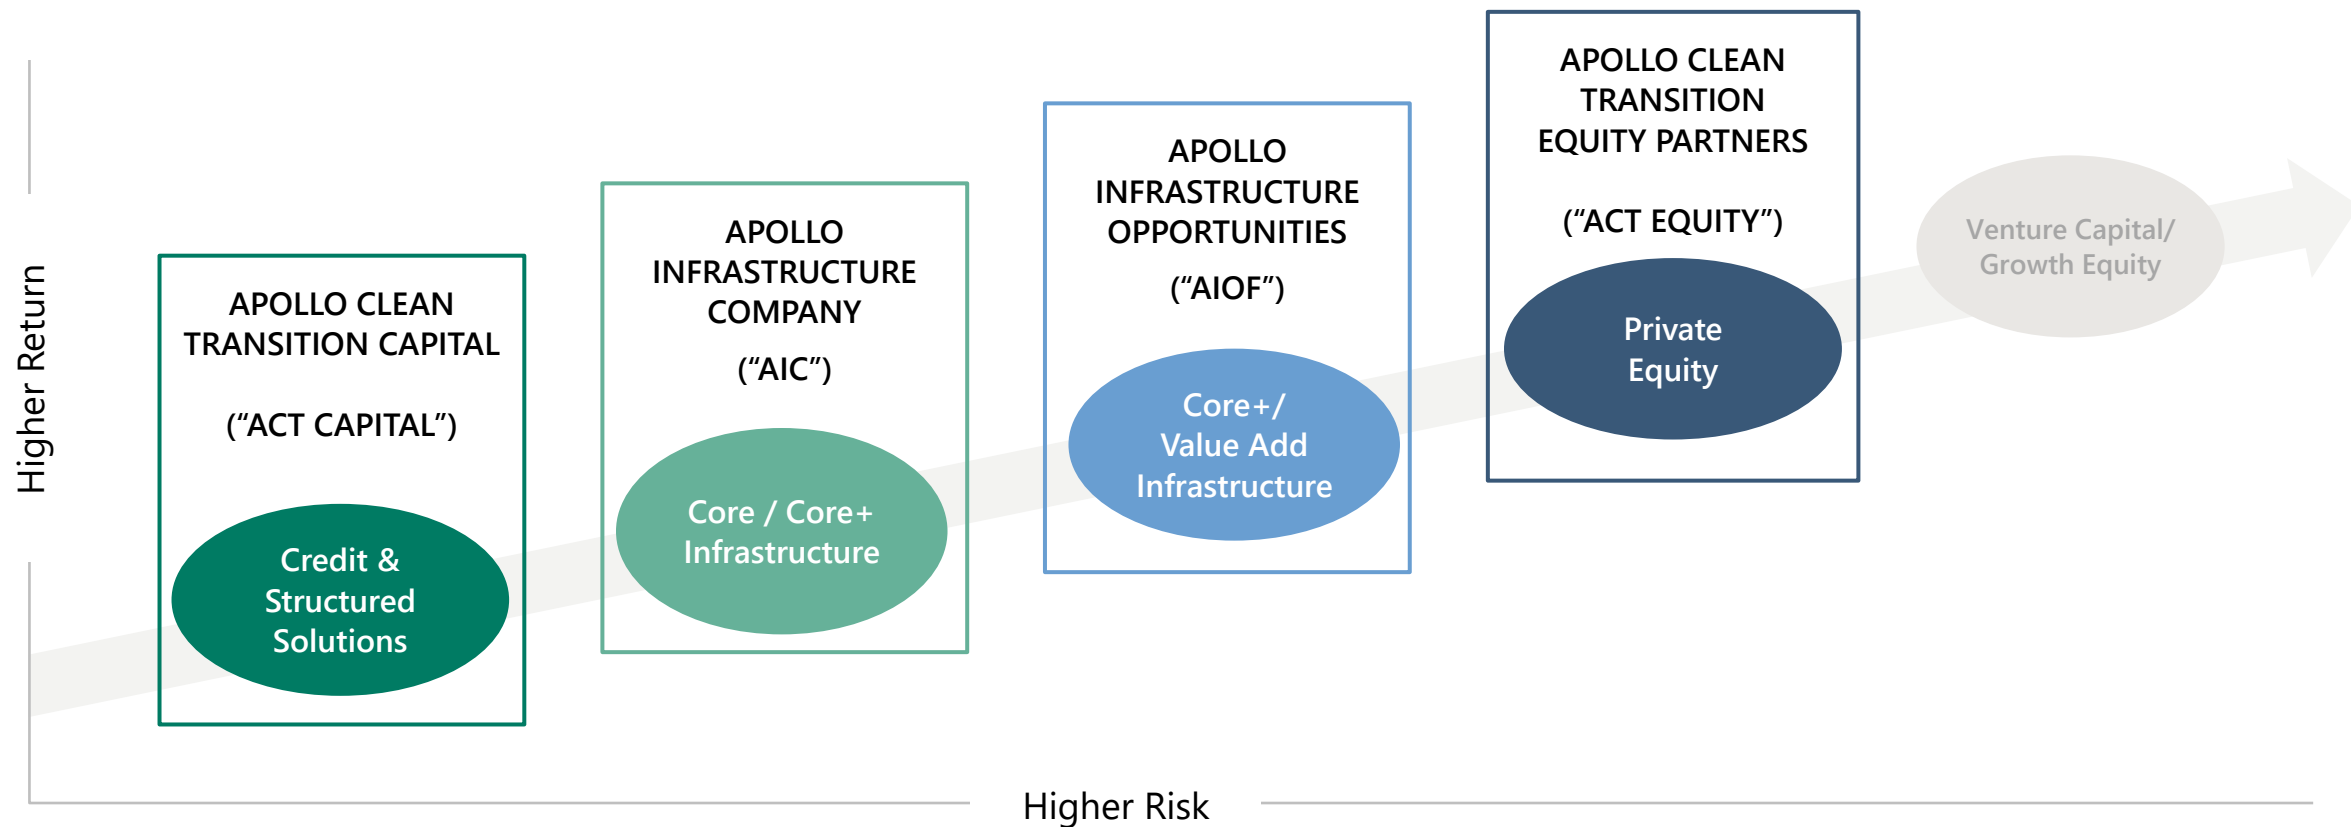 Higher Return
APOLLO CLEAN
TRANSITION CAPITAL
(“ACT CAPITAL”)
Credit &
Structured
Solutions
APOLLO
INFRASTRUCTURE
COMPANY
(“AIC”)
Core / Core+
Infrastructure
APOLLO
INFRASTRUCTURE
OPPORTUNITIES
(“AIOF”)
Core+/
Value Add
Infrastructure
APOLLO CLEAN
TRANSITION
EQUITY PARTNERS
(“ACT EQUITY”)
Private
Equity
Venture Capital/
Growth Equity
Higher Risk